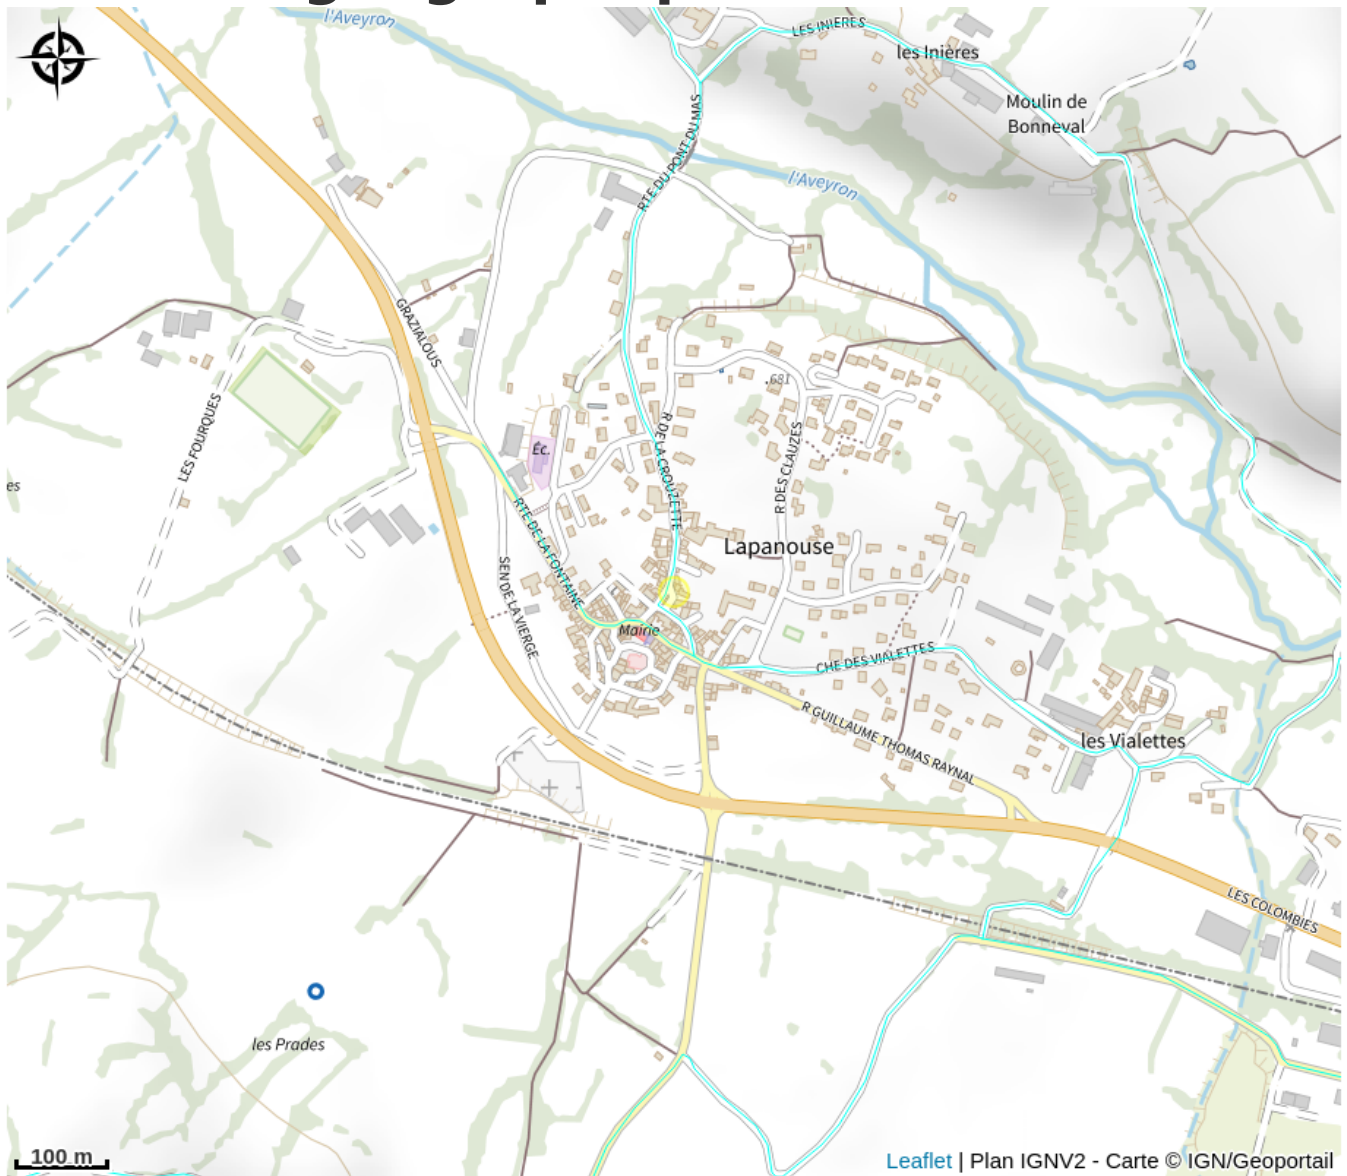 l'Aveyron
LES INIERES
les Inières
Moulin de
Bonneval
RTE DU PONT DU MAS
l'Aveyron
GRAZIALOUS
.681
LES FOURQUES
R DE LA CROUZETTE
R DES CLAUZES
Éc.
es
RTE DE LA FONTAINE
Lapanouse
SEN DE LA VIERGE
Mairie
CHE DES VIALETTES
R GUILLAUME THOMAS RAYNAL
les Vialettes
LES COLOMBIES
les Prades
100 m
Leaflet | Plan IGNV2 - Carte © IGN/Geoportail